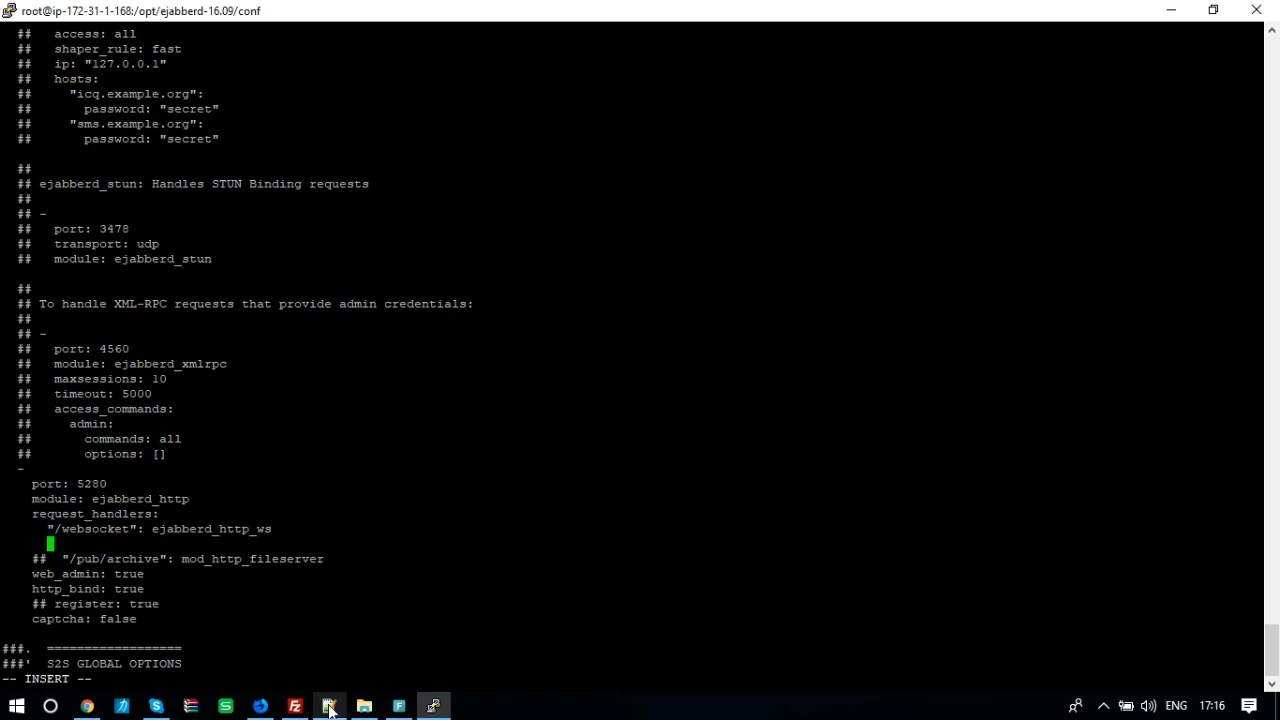 root@ip-172-31-1-168:/opt/ejabberd-16.09/conf
##   access: all
##   shaper_rule: fast
##   ip: "127.0.0.1"
##   hosts:
##     "icq.example.org":
##       password: "secret"
##     "sms.example.org":
##       password: "secret"
##
## ejabberd_stun: Handles STUN Binding requests
##
## -
##   port: 3478
##   transport: udp
##   module: ejabberd_stun
##
## To handle XML-RPC requests that provide admin credentials:
##
## -
##   port: 4560
##   module: ejabberd_xmlrpc
##   maxsessions: 10
##   timeout: 5000
##   access_commands:
##     admin:
##       commands: all
##       options: []
-
port: 5280
module: ejabberd_http
request_handlers:
"/websocket": ejabberd_http_ws
##  "/pub/archive": mod_http_fileserver
web_admin: true
http_bind: true
## register: true
captcha: false
###.  ==================
###'  S2S GLOBAL OPTIONS
-- INSERT --
ENG 17:16